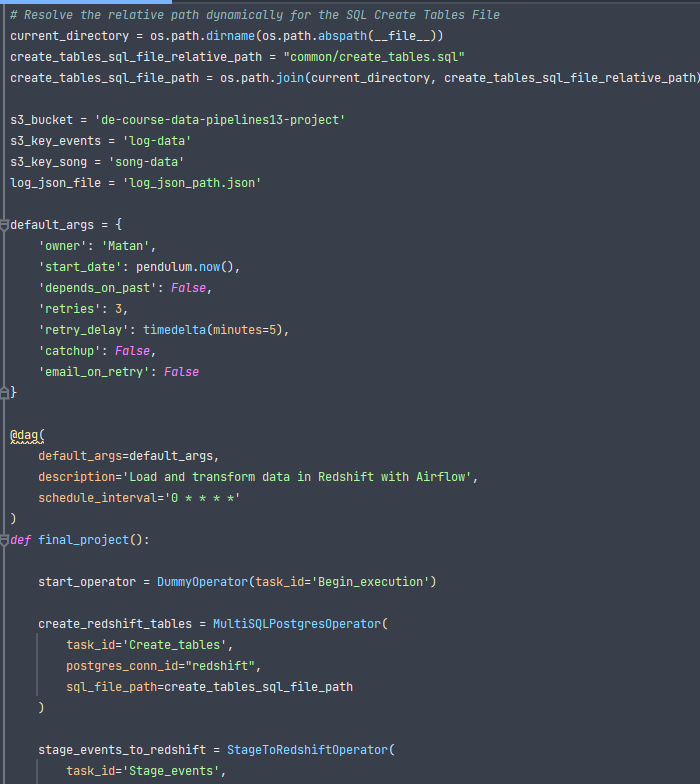 # Resolve the relative path dynamically for the SQL Create Tables File
current_directory = os.path.dirname(os.path.abspath(__file__))
create_tables_sql_file_relative_path = "common/create_tables.sql"
create_tables_sql_file_path = os.path.join(current_directory, create_tables_sql_file_relative_path)

s3_bucket = 'de-course-data-pipelines13-project'
s3_key_events = 'log-data'
s3_key_song = 'song-data'
log_json_file = 'log_json_path.json'

default_args = {
    'owner': 'Matan',
    'start_date': pendulum.now(),
    'depends_on_past': False,
    'retries': 3,
    'retry_delay': timedelta(minutes=5),
    'catchup': False,
    'email_on_retry': False
}

@dag(
    default_args=default_args,
    description='Load and transform data in Redshift with Airflow',
    schedule_interval='0 * * * *'
)
def final_project():

    start_operator = DummyOperator(task_id='Begin_execution')

    create_redshift_tables = MultiSQLPostgresOperator(
        task_id='Create_tables',
        postgres_conn_id="redshift",
        sql_file_path=create_tables_sql_file_path
    )

    stage_events_to_redshift = StageToRedshiftOperator(
        task_id='Stage_events',